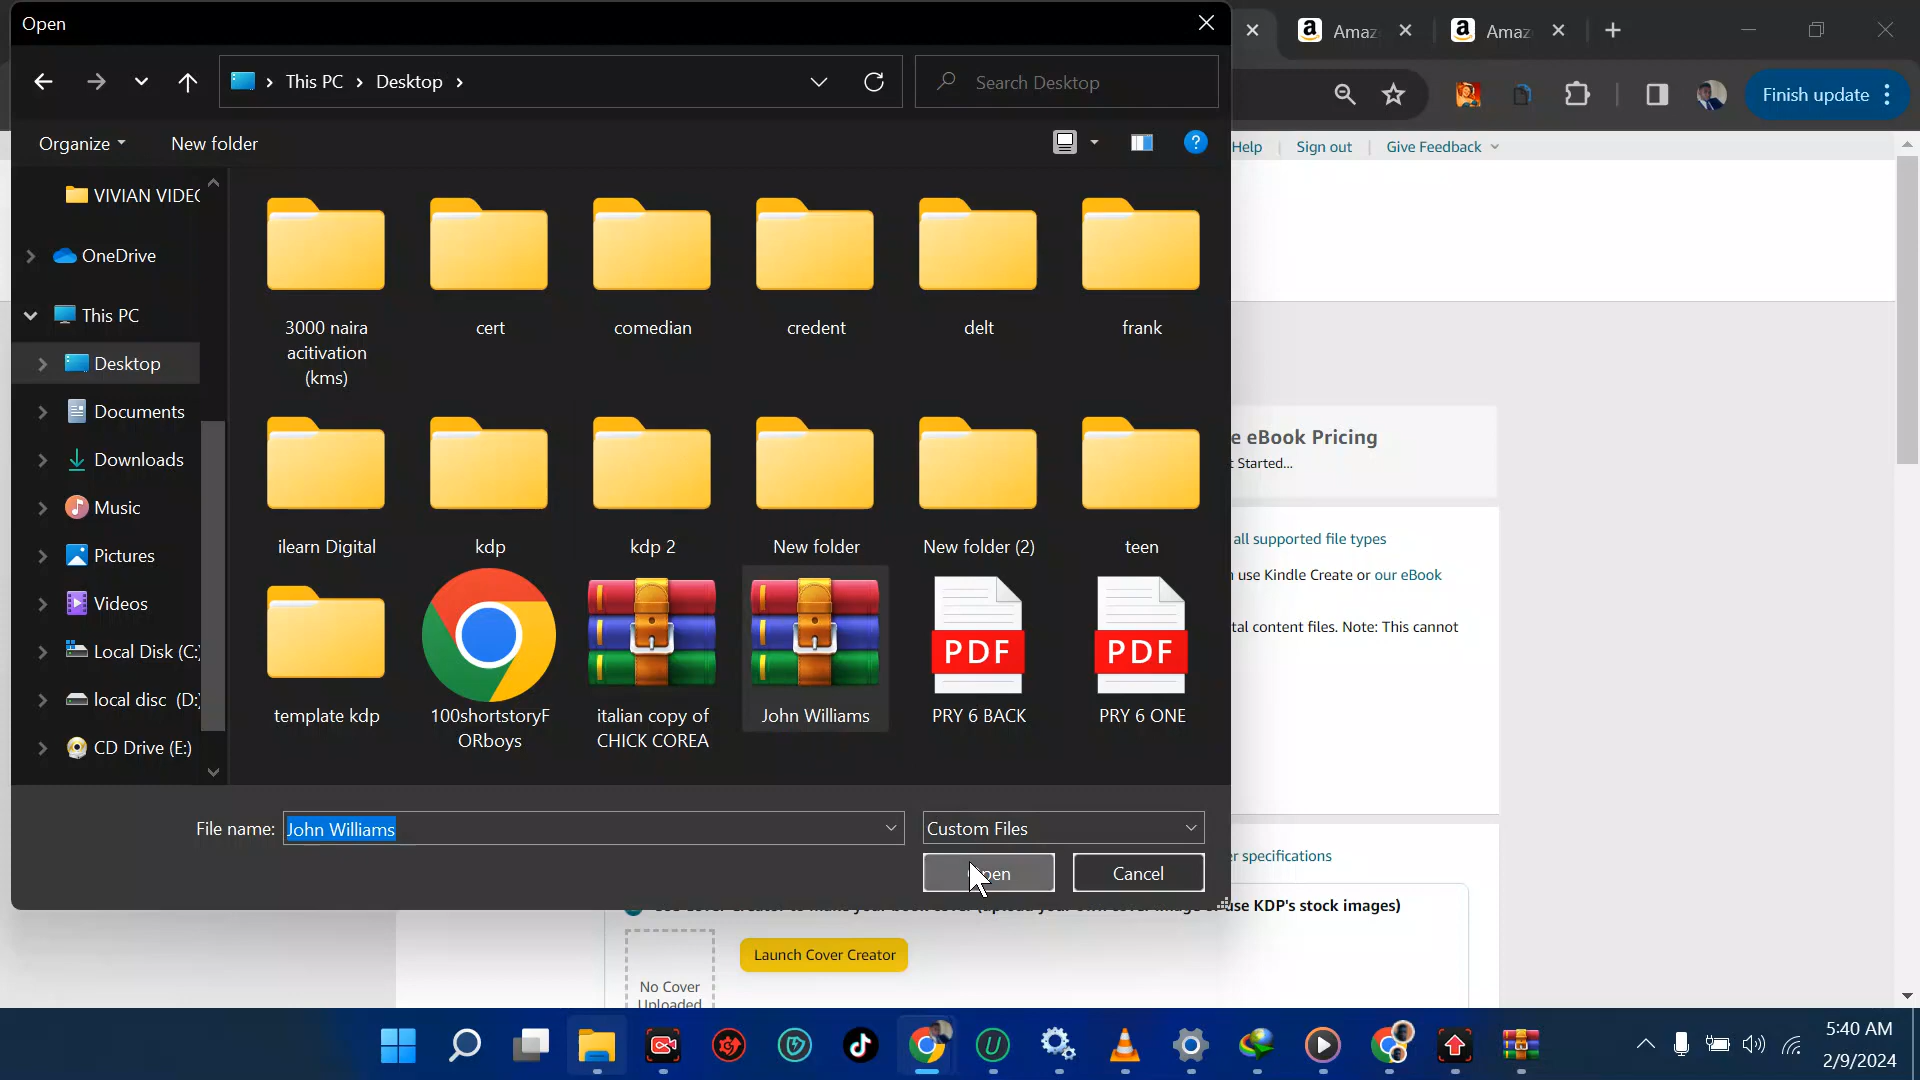 Open
Amaz
Amaz
This PC
Desktop
Search Desktop
Finish update
Organize
New folder
?
Help
Sign out
Give Feedback
VIVIAN VIDEO
OneDrive
This PC
Desktop
Documents
Downloads
Music
Pictures
Videos
Local Disk (C:)
local disc (D:)
CD Drive (E:)
3000 naira
acitivation
(kms)
cert
comedian
credent
delt
frank
ilearn Digital
kdp
kdp 2
New folder
New folder (2)
teen
template kdp
100shortstoryF
ORboys
italian copy of
CHICK COREA
John Williams
PDF
PRY 6 BACK
PDF
PRY 6 ONE
e eBook Pricing
Started...
all supported file types
use Kindle Create or our eBook
tal content files. Note: This cannot
File name:
John Williams
Custom Files
Open
Cancel
r specifications
use KDP's stock images)
Launch Cover Creator
No Cover
Uploaded
5:40 AM
2/9/2024